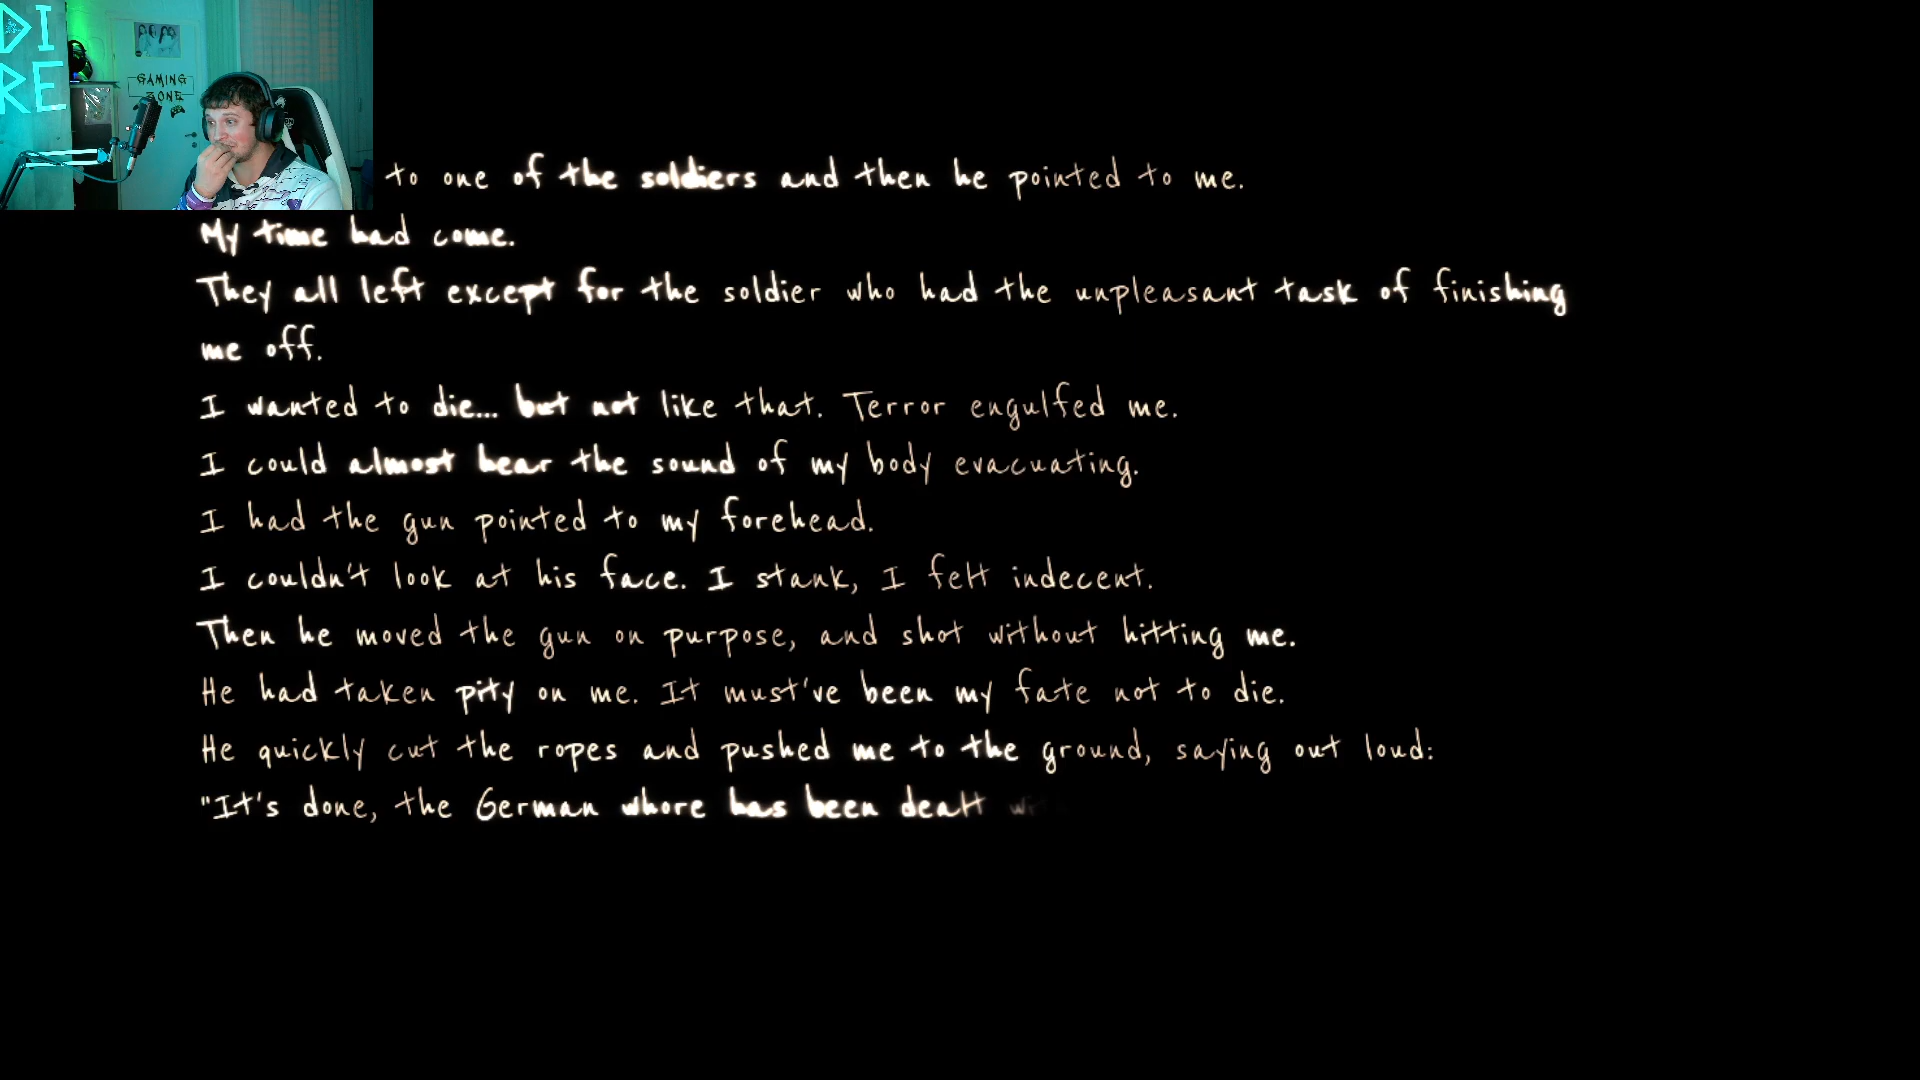 DI
RE
GAMING
ZONE
to one of the soldiers and then he pointed to me.
My time had come.
They all left except for the soldier who had the unpleasant task of finishing
me off.
I wanted to die... but not like that. Terror engulfed me.
I could almost hear the sound of my body evacuating.
I had the gun pointed to my forehead.
I couldn't look at his face. I stank, I felt indecent.
Then he moved the gun on purpose, and shot without hitting me.
He had taken pity on me. It must've been my fate not to die.
He quickly cut the ropes and pushed me to the ground, saying out loud:
"It's done, the German whore has been dealt